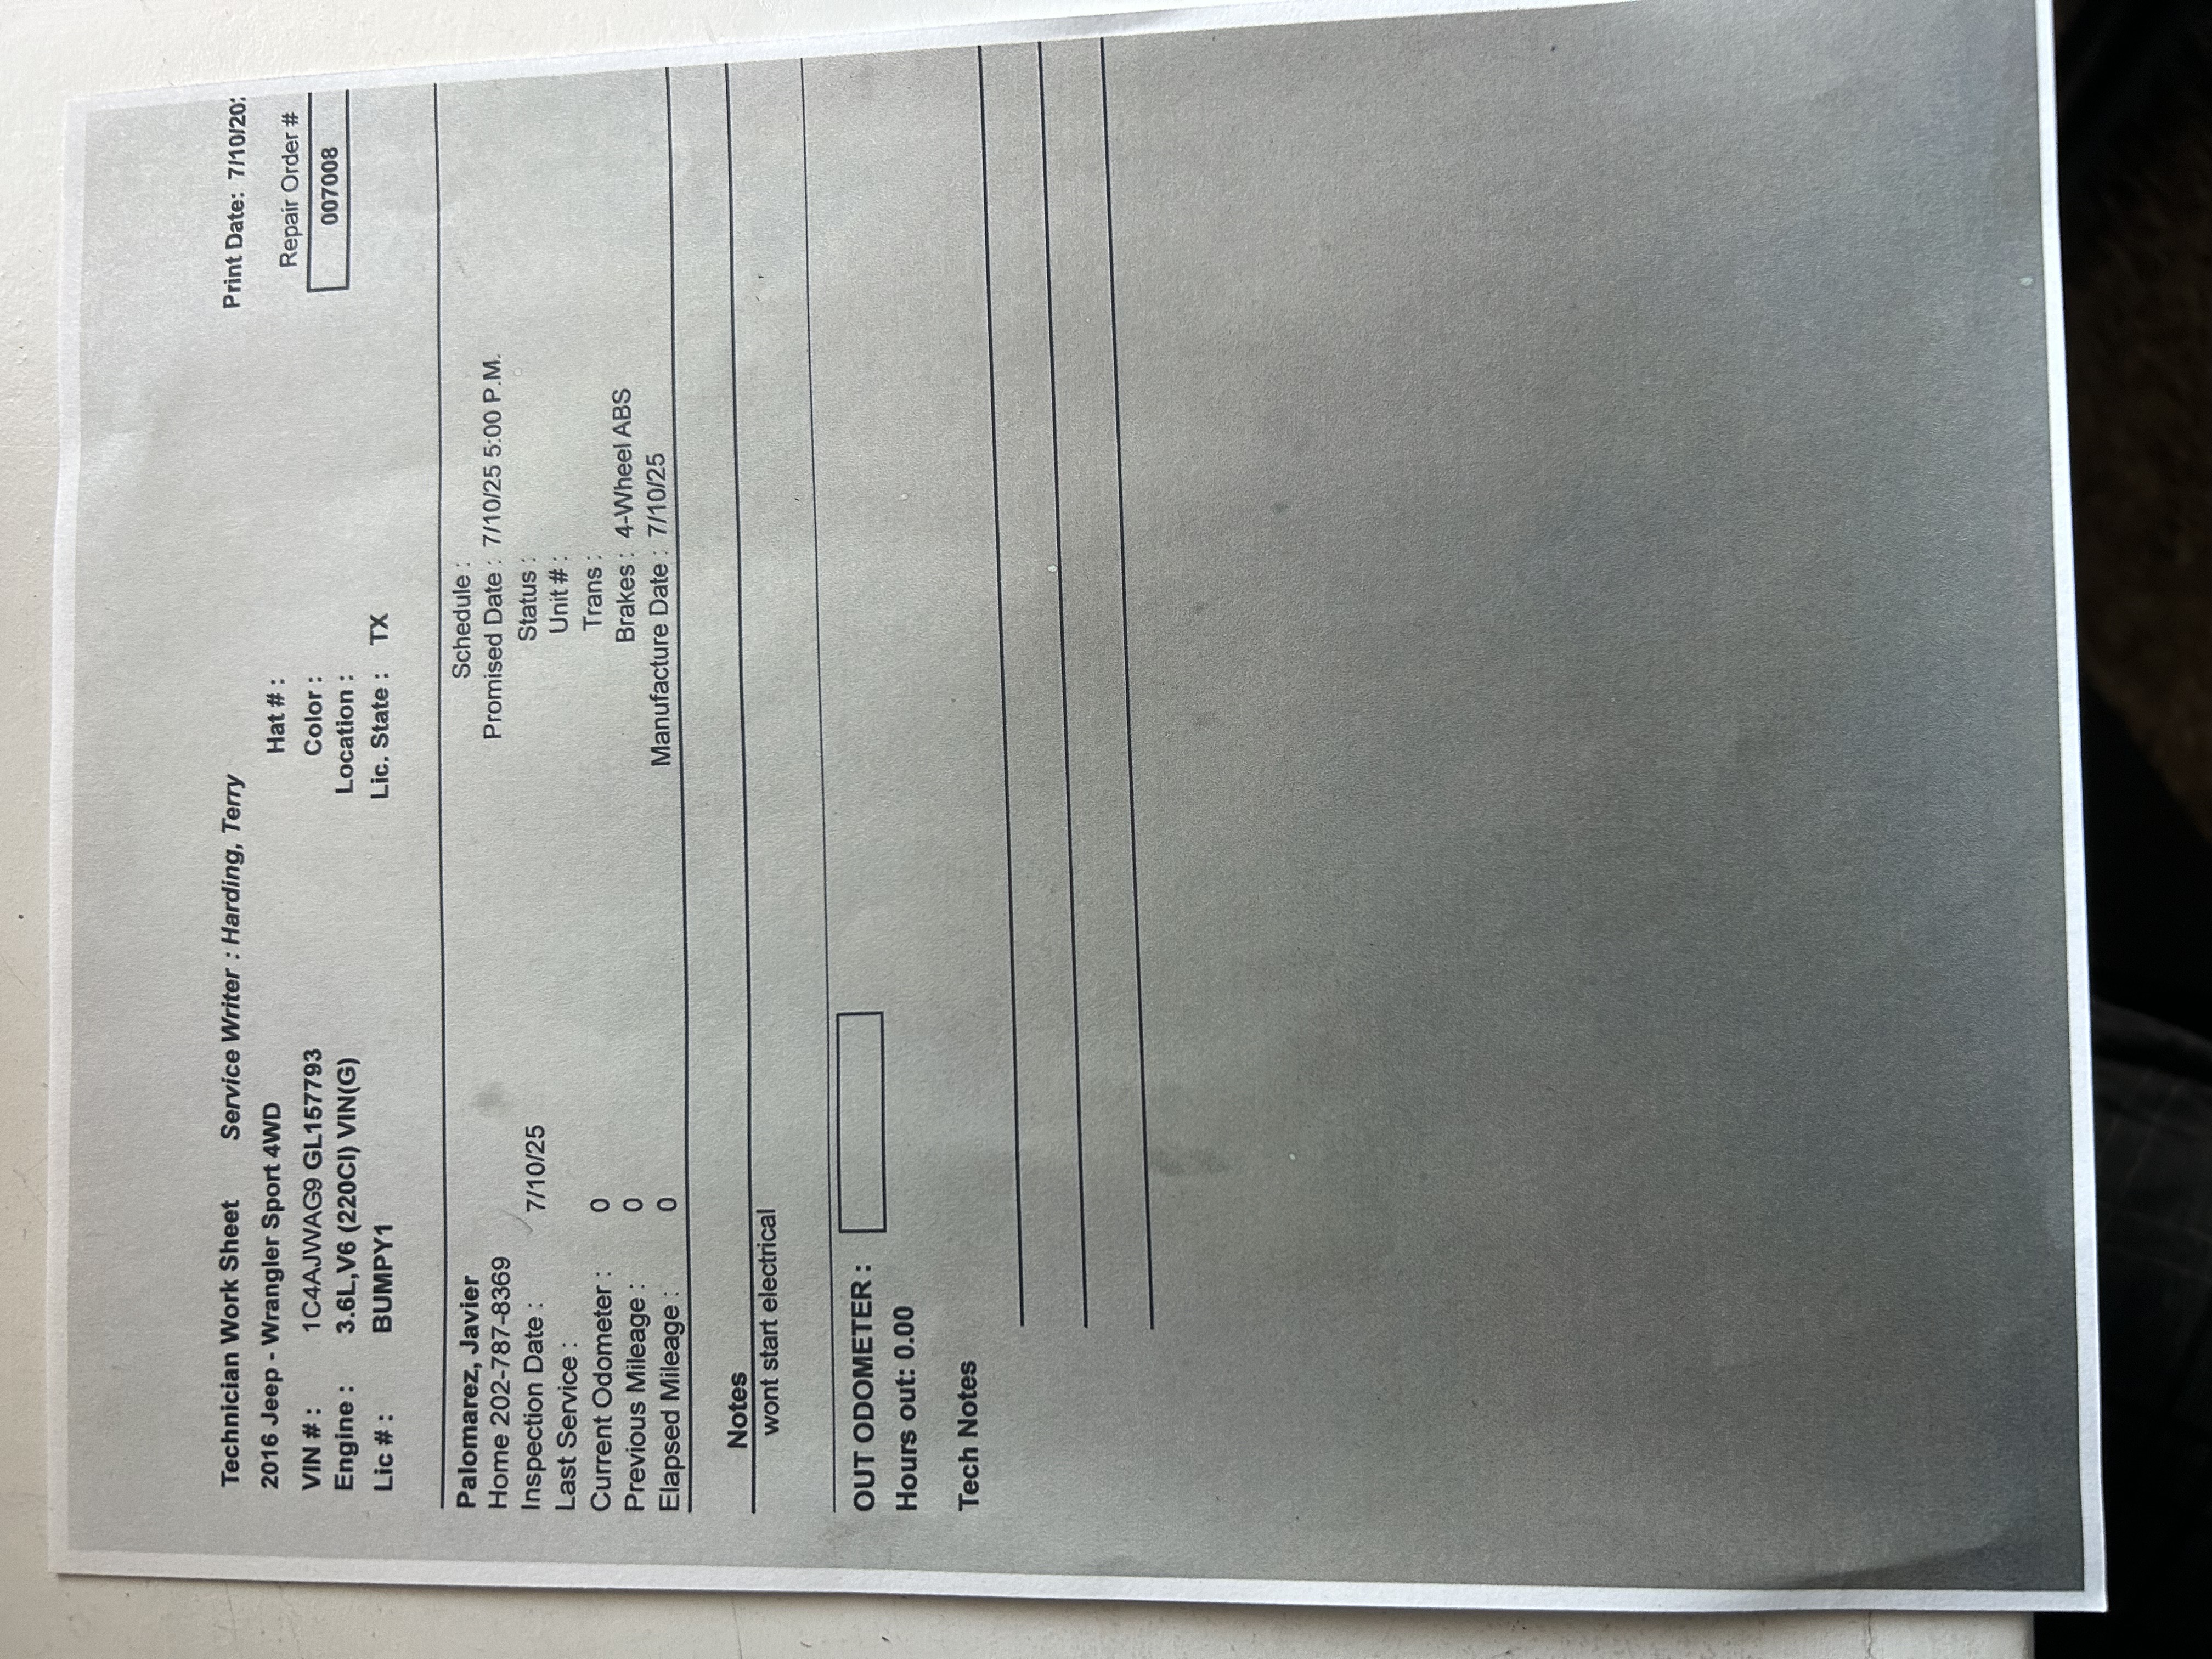 Technician Work Sheet Service Writer : Harding, Terry Print Date: 7/10/20
2016 Jeep - Wrangler Sport 4WD Hat # : Repair Order #
VIN # : 1C4AJWAG9 GL157793 Color : 007008
Engine : 3.6L,V6 (220CI) VIN(G) Location :
Lic # : BUMPY1 Lic. State : TX
Palomarez, Javier Schedule :
Home 202-787-8369 Promised Date : 7/10/25 5:00 P.M.
Inspection Date : 7/10/25 Status :
Last Service : Unit # :
Current Odometer : 0 Trans :
Previous Mileage : 0 Brakes : 4-Wheel ABS
Elapsed Mileage : 0 Manufacture Date : 7/10/25
Notes
wont start electrical
OUT ODOMETER :
Hours out: 0.00
Tech Notes